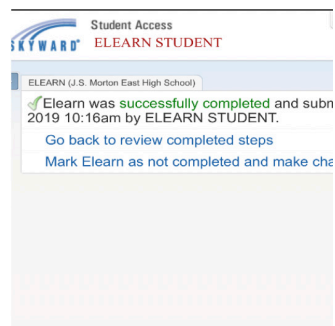 Student Access
SKYWARD®
ELEARN STUDENT
ELEARN (J.S. Morton East High School)
Elearn was successfully completed and subm
2019 10:16am by ELEARN STUDENT.
Go back to review completed steps
Mark Elearn as not completed and make cha